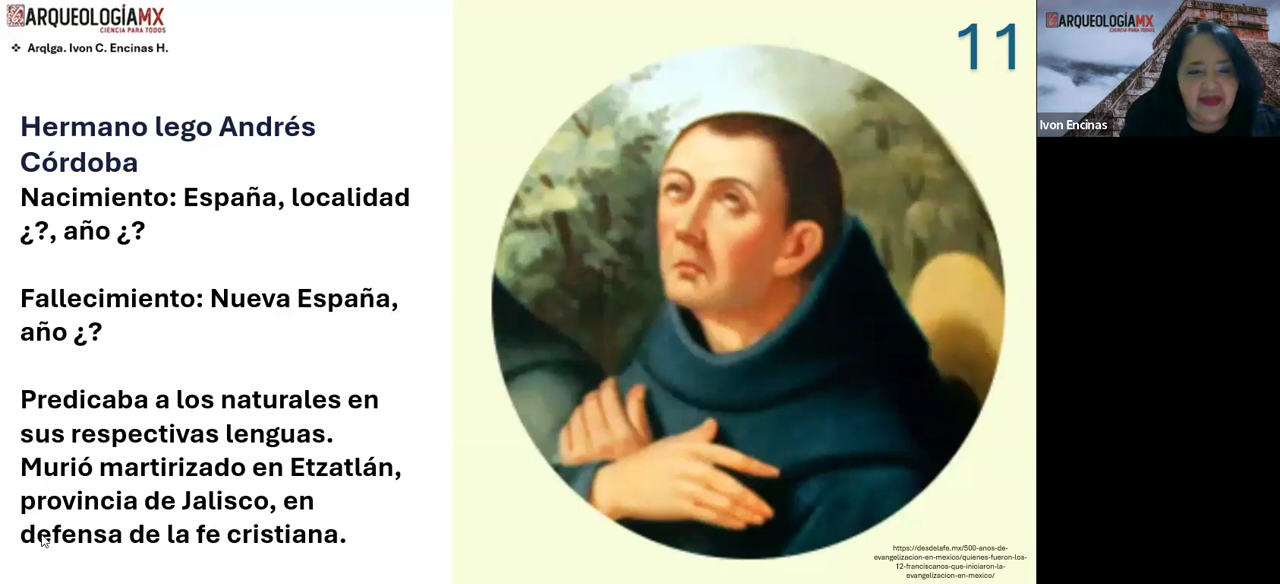 ARQUEOLOGÍAMX
CIENCIA PARA TODOS
❖ Arqlga. Ivon C. Encinas H.
Hermano lego Andrés
Córdoba
Nacimiento: España, localidad
¿?, año ¿?
Fallecimiento: Nueva España,
año ¿?
Predicaba a los naturales en
sus respectivas lenguas.
Murió martirizado en Etzatlán,
provincia de Jalisco, en
defensa de la fe cristiana.
11
https://desdelafe.mx/500-anos-de-
evangelizacion-en-mexico/quienes-fueron-los-
12-franciscanos-que-iniciaron-la-
evangelizacion-en-mexico/
ARQUEOLOGÍAMX
CIENCIA PARA TODOS
Ivon Encinas